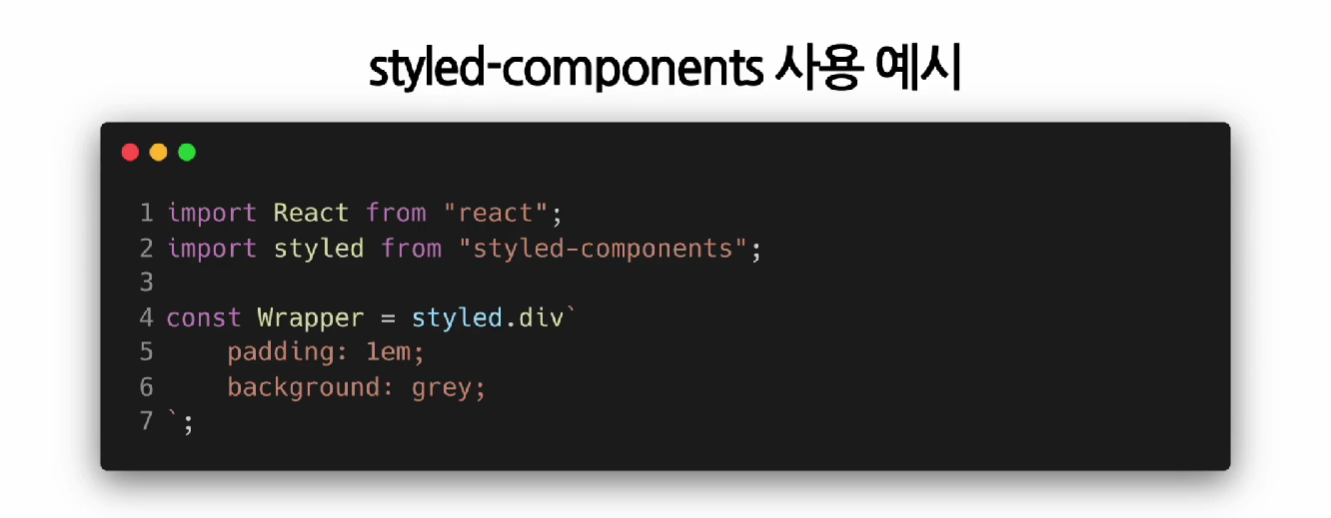 styled-components 사용 예시
1 import React from "react";
2 import styled from "styled-components";
3
4 const Wrapper = styled.div`
5     padding: 1em;
6     background: grey;
7 `;